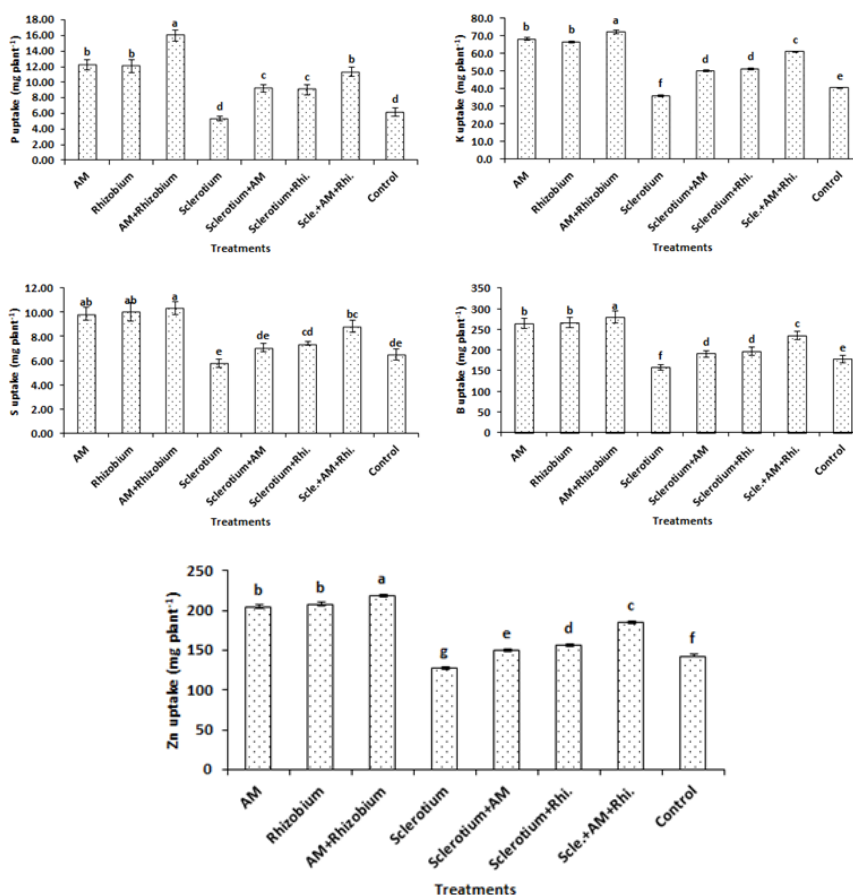 P uptake (mg plant⁻¹)
18.00
16.00
14.00
12.00
10.00
8.00
6.00
4.00
2.00
0.00
b
b
a
d
c
c
b
d
AM
Rhizobium
AM+Rhizobium
Sclerotium
Sclerotium+AM
Sclerotium+Rhi.
Scle.+AM+Rhi.
Control
Treatments
K uptake (mg plant⁻¹)
80.0
70.0
60.0
50.0
40.0
30.0
20.0
10.0
0.0
b
b
a
f
d
d
c
e
AM
Rhizobium
AM+Rhizobium
Sclerotium
Sclerotium+AM
Sclerotium+Rhi.
Scle.+AM+Rhi.
Control
Treatments
S uptake (mg plant⁻¹)
12.00
10.00
8.00
6.00
4.00
2.00
0.00
ab
ab
a
e
de
cd
bc
de
AM
Rhizobium
AM+Rhizobium
Sclerotium
Sclerotium+AM
Sclerotium+Rhi.
Scle.+AM+Rhi.
Control
Treatments
B uptake (mg plant⁻¹)
350
300
250
200
150
100
50
0
b
b
a
f
d
d
c
e
AM
Rhizobium
AM+Rhizobium
Sclerotium
Sclerotium+AM
Sclerotium+Rhi.
Scle.+AM+Rhi.
Control
Treatments
Zn uptake (mg plant⁻¹)
250
200
150
100
50
0
b
b
a
g
e
d
c
f
AM
Rhizobium
AM+Rhizobium
Sclerotium
Sclerotium+AM
Sclerotium+Rhi.
Scle.+AM+Rhi.
Control
Treatments